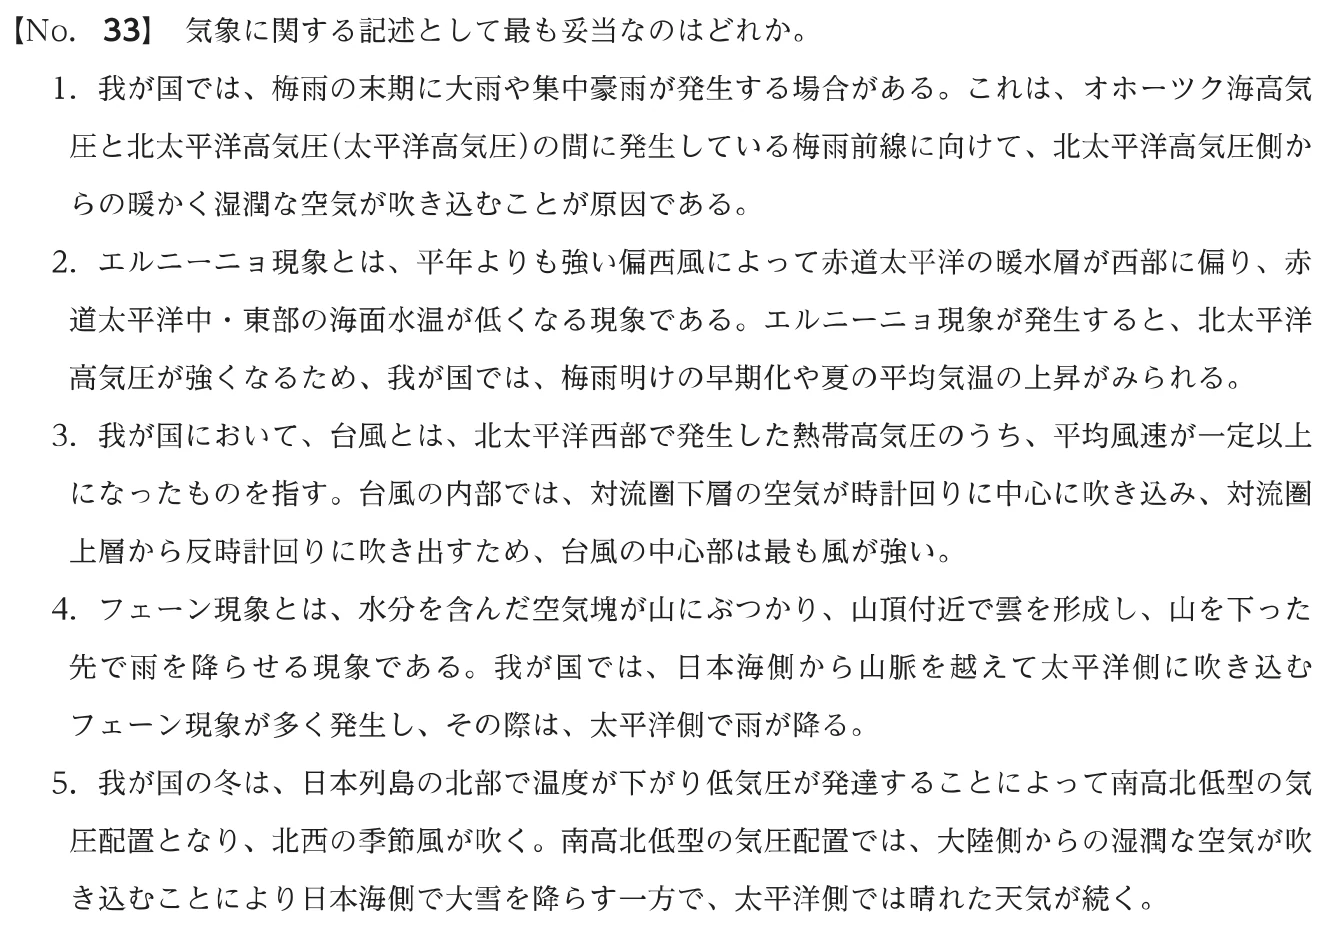 【No. 33】 気象に関する記述として最も妥当なのはどれか。
1. 我が国では、梅雨の末期に大雨や集中豪雨が発生する場合がある。これは、オホーツク海高気
圧と北太平洋高気圧(太平洋高気圧)の間に発生している梅雨前線に向けて、北太平洋高気圧側か
らの暖かく湿潤な空気が吹き込むことが原因である。
2. エルニーニョ現象とは、平年よりも強い偏西風によって赤道太平洋の暖水層が西部に偏り、赤
道太平洋中・東部の海面水温が低くなる現象である。エルニーニョ現象が発生すると、北太平洋
高気圧が強くなるため、我が国では、梅雨明けの早期化や夏の平均気温の上昇がみられる。
3. 我が国において、台風とは、北太平洋西部で発生した熱帯高気圧のうち、平均風速が一定以上
になったものを指す。台風の内部では、対流圏下層の空気が時計回りに中心に吹き込み、対流圏
上層から反時計回りに吹き出すため、台風の中心部は最も風が強い。
4. フェーン現象とは、水分を含んだ空気塊が山にぶつかり、山頂付近で雲を形成し、山を下った
先で雨を降らせる現象である。我が国では、日本海側から山脈を越えて太平洋側に吹き込む
フェーン現象が多く発生し、その際は、太平洋側で雨が降る。
5. 我が国の冬は、日本列島の北部で温度が下がり低気圧が発達することによって南高北低型の気
圧配置となり、北西の季節風が吹く。南高北低型の気圧配置では、大陸側からの湿潤な空気が吹
き込むことにより日本海側で大雪を降らす一方で、太平洋側では晴れた天気が続く。